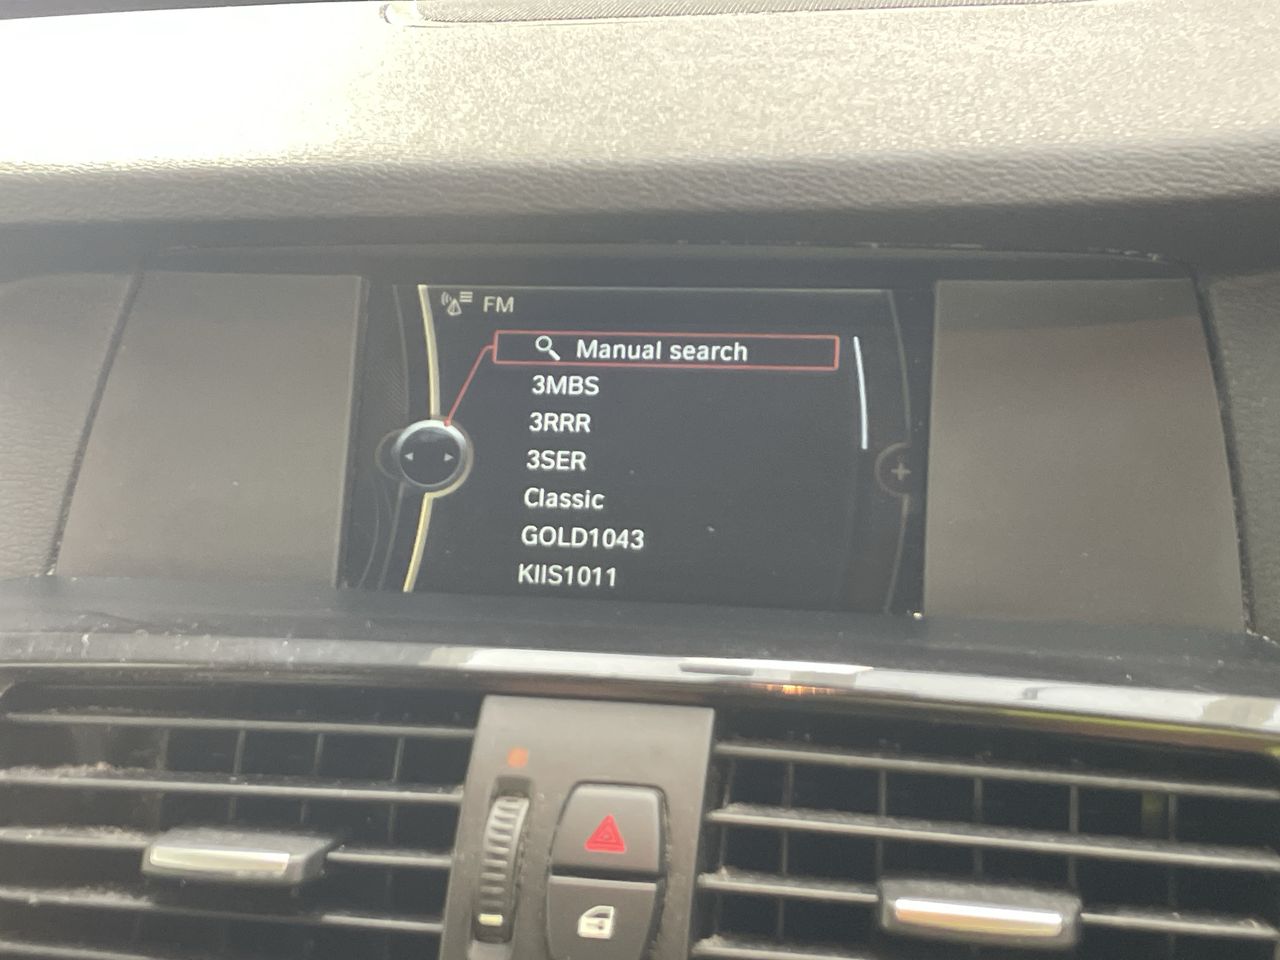 FM
Manual search
3MBS
3RRR
3SER
Classic
GOLD1043
KIIS1011